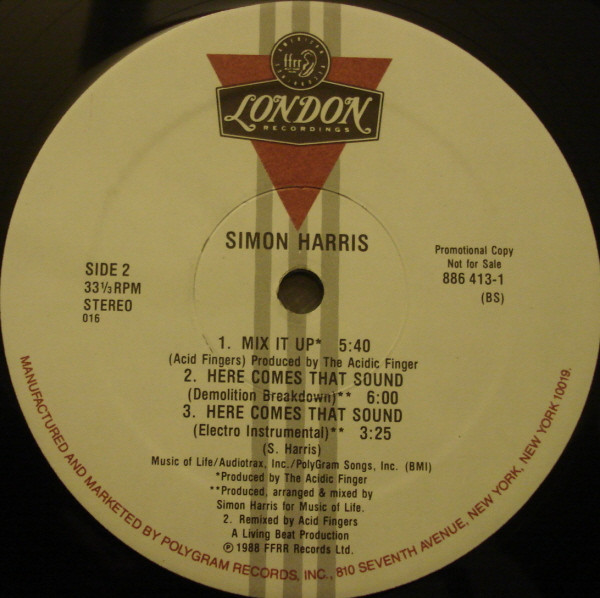 ffrr
LONDON
RECORDINGS
SIMON HARRIS
SIDE 2
33⅓ RPM
STEREO
016
Promotional Copy
Not for Sale
886 413-1
(BS)
1. MIX IT UP* 5:40
(Acid Fingers) Produced by The Acidic Finger
2. HERE COMES THAT SOUND
(Demolition Breakdown)** 6:00
3. HERE COMES THAT SOUND
(Electro Instrumental)** 3:25
(S. Harris)
Music of Life/Audiotrax, Inc./PolyGram Songs, Inc. (BMI)
*Produced by The Acidic Finger
**Produced, arranged & mixed by
Simon Harris for Music of Life.
2. Remixed by Acid Fingers
A Living Beat Production
℗ 1988 FFRR Records Ltd.
MANUFACTURED AND MARKETED BY POLYGRAM RECORDS, INC., 810 SEVENTH AVENUE, NEW YORK, NEW YORK 10019.